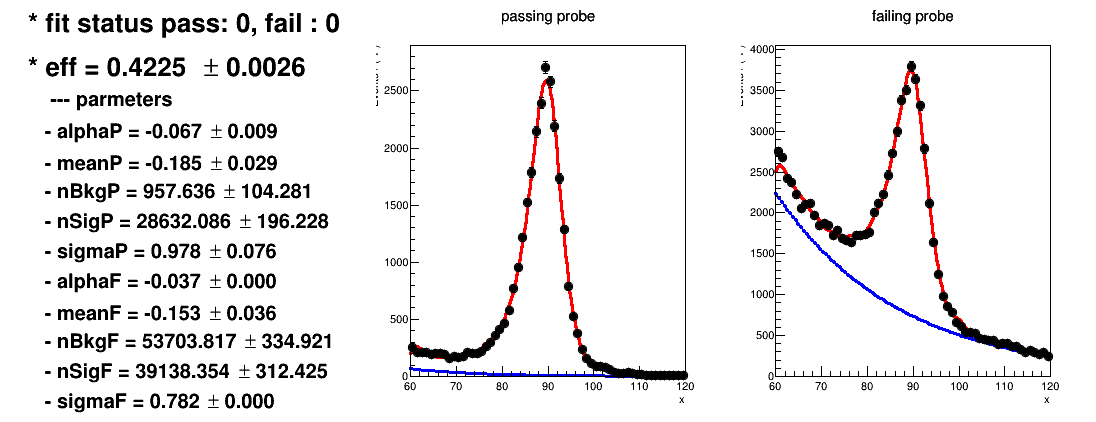 * fit status pass: 0, fail : 0
* eff = 0.4225 ± 0.0026
--- parmeters
- alphaP = -0.067 ± 0.009
- meanP = -0.185 ± 0.029
- nBkgP = 957.636 ± 104.281
- nSigP = 28632.086 ± 196.228
- sigmaP = 0.978 ± 0.076
- alphaF = -0.037 ± 0.000
- meanF = -0.153 ± 0.036
- nBkgF = 53703.817 ± 334.921
- nSigF = 39138.354 ± 312.425
- sigmaF = 0.782 ± 0.000
passing probe
2500
2000
1500
1000
500
0
60 70 80 90 100 110 120
x
failing probe
4000
3500
3000
2500
2000
1500
1000
500
0
60 70 80 90 100 110 120
x